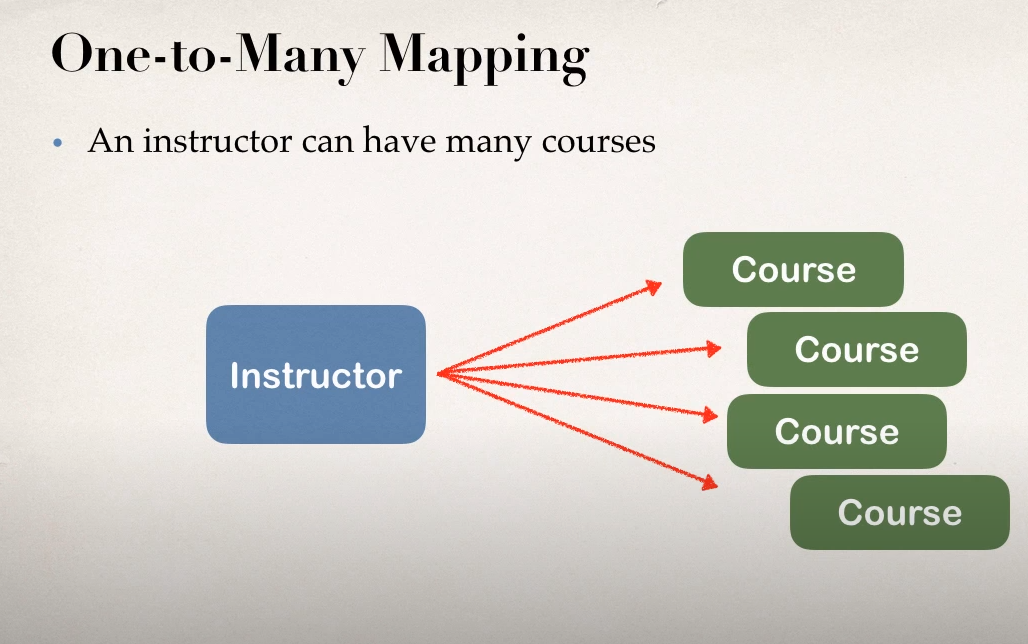 One-to-Many Mapping
• An instructor can have many courses
Course
Course
Instructor
Course
Course